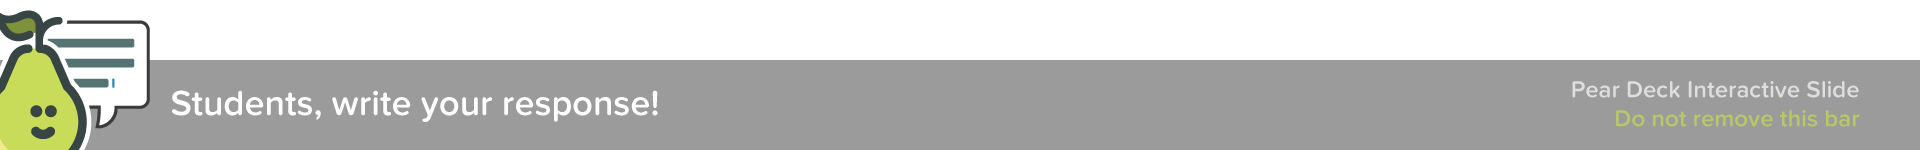 Students, write your response!
Pear Deck Interactive Slide
Do not remove this bar